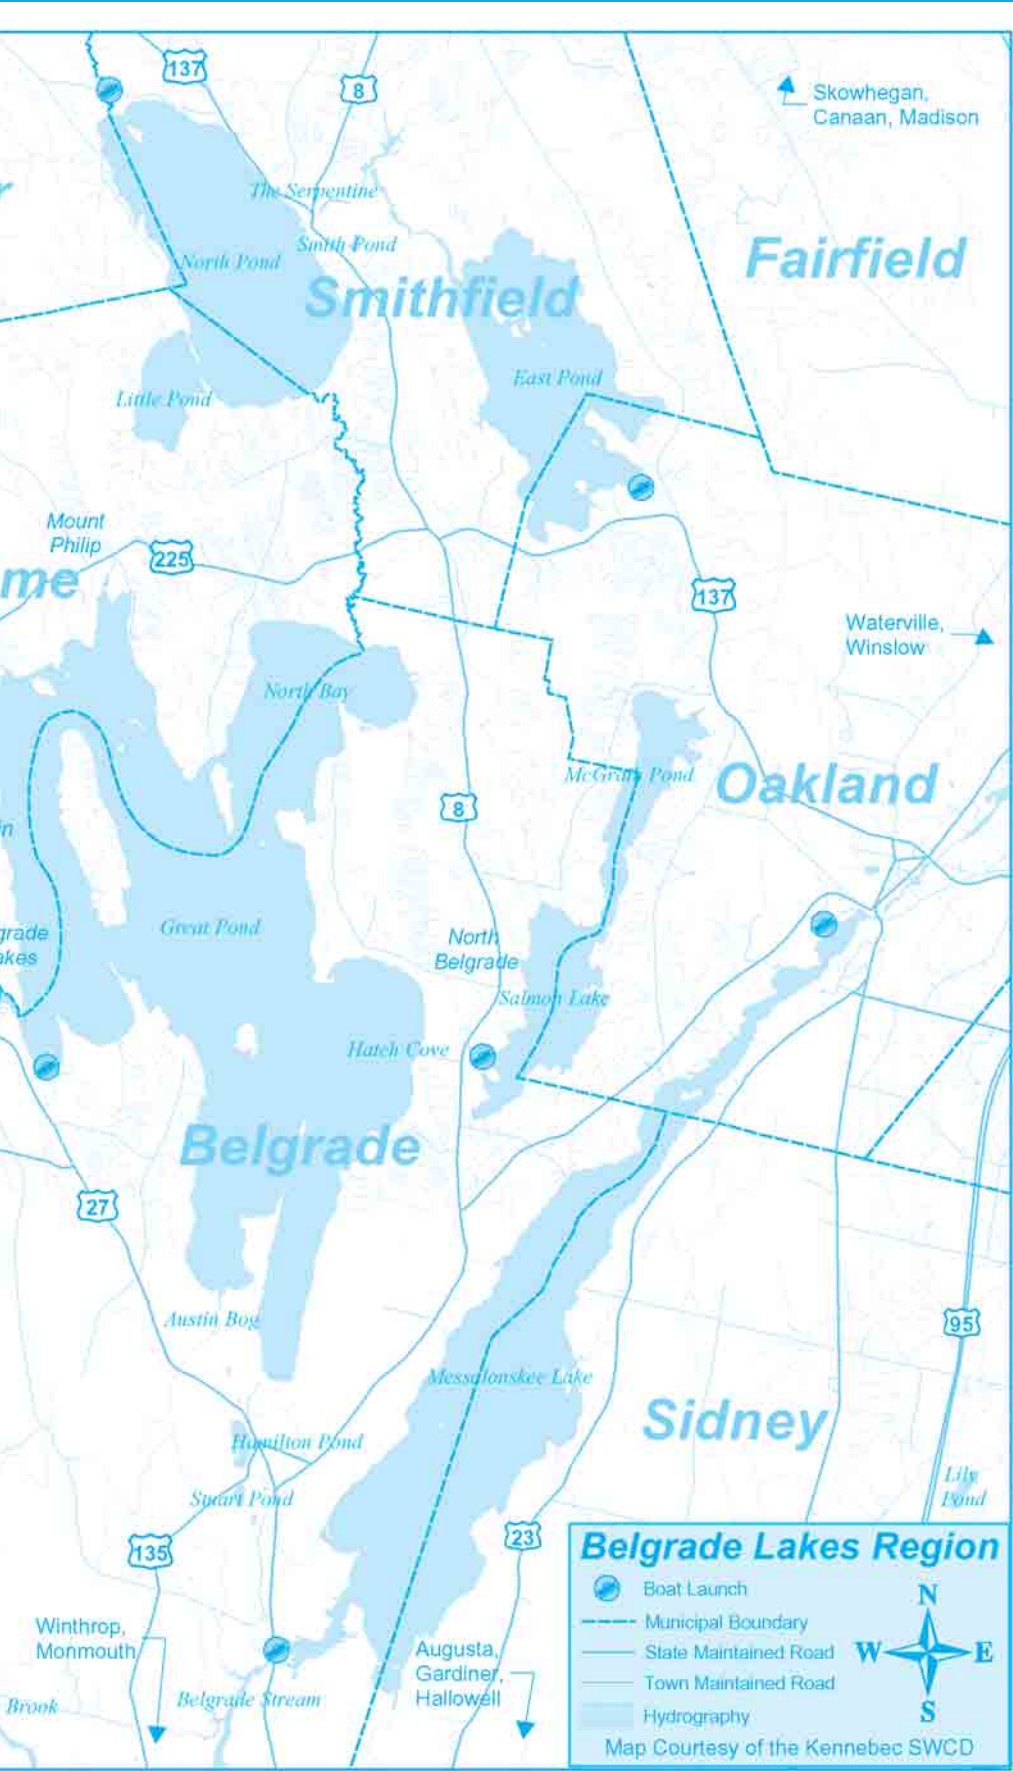 137
8
Skowhegan,
Canaan, Madison
The Serpentine
Smith Pond
North Pond
Fairfield
Smithfield
East Pond
Little Pond
Mount
Philip
225
me
137
Waterville,
Winslow
North Bay
McGrath Pond
Oakland
8
in
Great Pond
grade
akes
North
Belgrade
Salmon Lake
Hatch Cove
Belgrade
27
Austin Bog
95
Messalonskee Lake
Sidney
Hamilton Pond
Lily
Pond
Stuart Pond
135
23
Belgrade Lakes Region
Boat Launch
Municipal Boundary
State Maintained Road
Town Maintained Road
Hydrography
N
W E
S
Map Courtesy of the Kennebec SWCD
Winthrop,
Monmouth
Augusta,
Gardiner,
Hallowell
Belgrade Stream
Brook